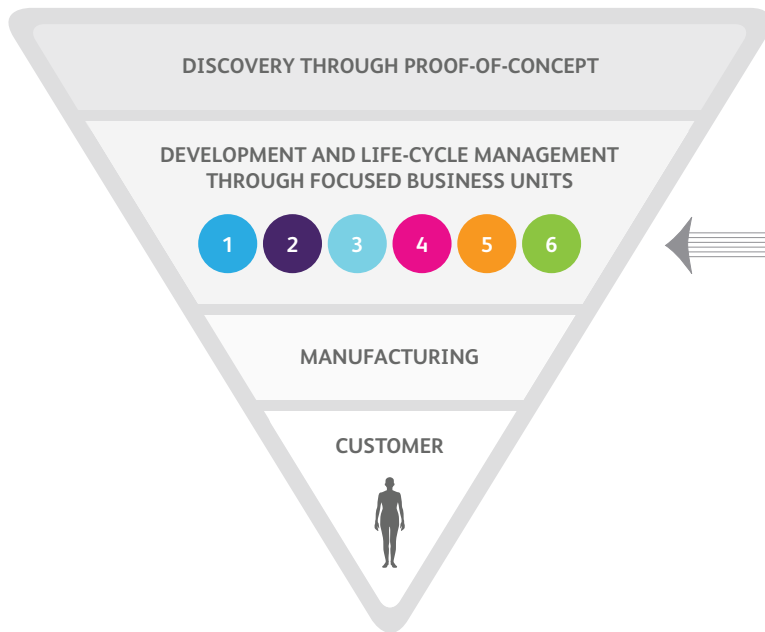 DISCOVERY THROUGH PROOF-OF-CONCEPT
DEVELOPMENT AND LIFE-CYCLE MANAGEMENT
THROUGH FOCUSED BUSINESS UNITS
1 2 3 4 5 6
MANUFACTURING
CUSTOMER